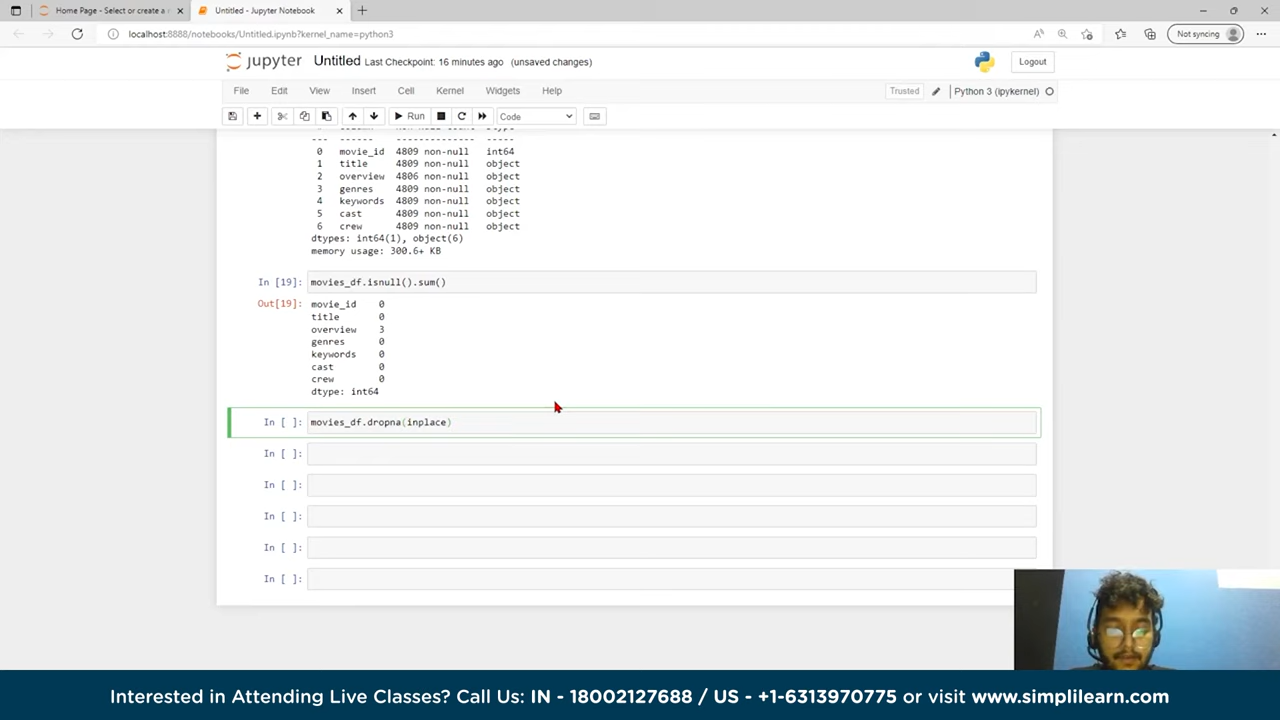 Home Page - Select or create a
Untitled - Jupyter Notebook
localhost:8888/notebooks/Untitled.ipynb?kernel_name=python3
Not syncing
jupyter Untitled Last Checkpoint: 16 minutes ago (unsaved changes)
Logout
File Edit View Insert Cell Kernel Widgets Help
Trusted Python 3 (ipykernel)
Run Code
--- ------ -------------- -----
0 movie_id 4809 non-null int64
1 title 4809 non-null object
2 overview 4806 non-null object
3 genres 4809 non-null object
4 keywords 4809 non-null object
5 cast 4809 non-null object
6 crew 4809 non-null object
dtypes: int64(1), object(6)
memory usage: 300.6+ KB
In [19]: movies_df.isnull().sum()
Out[19]: movie_id 0
title 0
overview 3
genres 0
keywords 0
cast 0
crew 0
dtype: int64
In [ ]: movies_df.dropna(inplace)
In [ ]:
In [ ]:
In [ ]:
In [ ]:
In [ ]:
Interested in Attending Live Classes? Call Us: IN - 18002127688 / US - +1-6313970775 or visit www.simplilearn.com